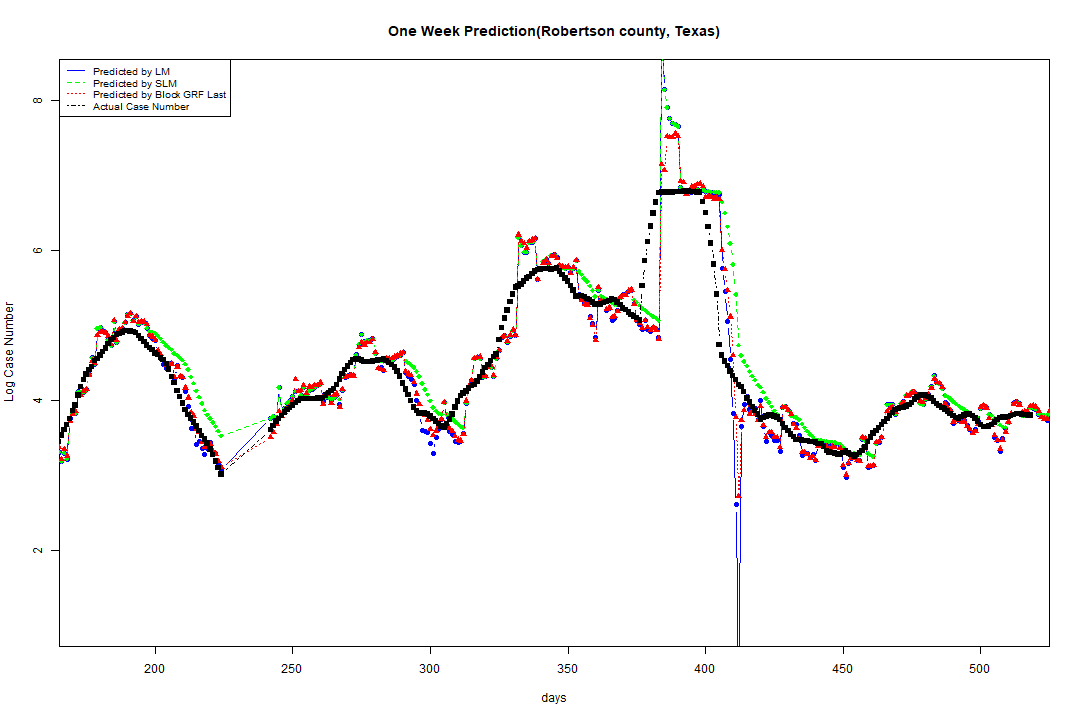 One Week Prediction(Robertson county, Texas)
Predicted by LM
Predicted by SLM
Predicted by Block GRF Last
Actual Case Number
8
6
4
2
Log Case Number
200 250 300 350 400 450 500
days